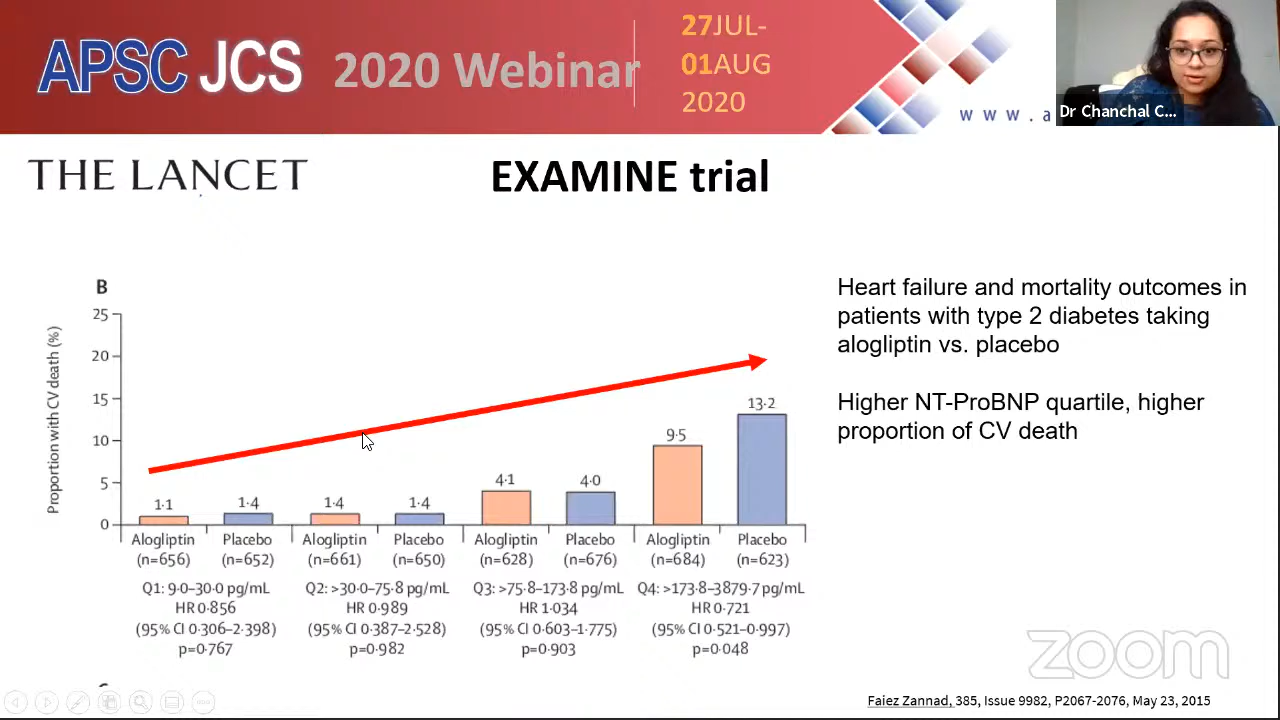 APSC JCS
2020 Webinar
27JUL-
01AUG
2020
w w w . a
Dr Chanchal C...
THE LANCET
EXAMINE trial
B
Proportion with CV death (%)
25
20
15
10
5
0
1·1
1·4
1·4
1·4
4·1
4·0
9·5
13·2
Alogliptin Placebo Alogliptin Placebo Alogliptin Placebo Alogliptin Placebo
(n=656) (n=652) (n=661) (n=650) (n=628) (n=676) (n=684) (n=623)
Q1: 9·0–30·0 pg/mL Q2: >30·0–75·8 pg/mL Q3: >75·8–173·8 pg/mL Q4: >173·8–3879·7 pg/mL
HR 0·856 HR 0·989 HR 1·034 HR 0·721
(95% CI 0·306–2·398) (95% CI 0·387–2·528) (95% CI 0·603–1·775) (95% CI 0·521–0·997)
p=0·767 p=0·982 p=0·903 p=0·048
Heart failure and mortality outcomes in
patients with type 2 diabetes taking
alogliptin vs. placebo
Higher NT-ProBNP quartile, higher
proportion of CV death
zoom
Faiez Zannad, 385, Issue 9982, P2067-2076, May 23, 2015